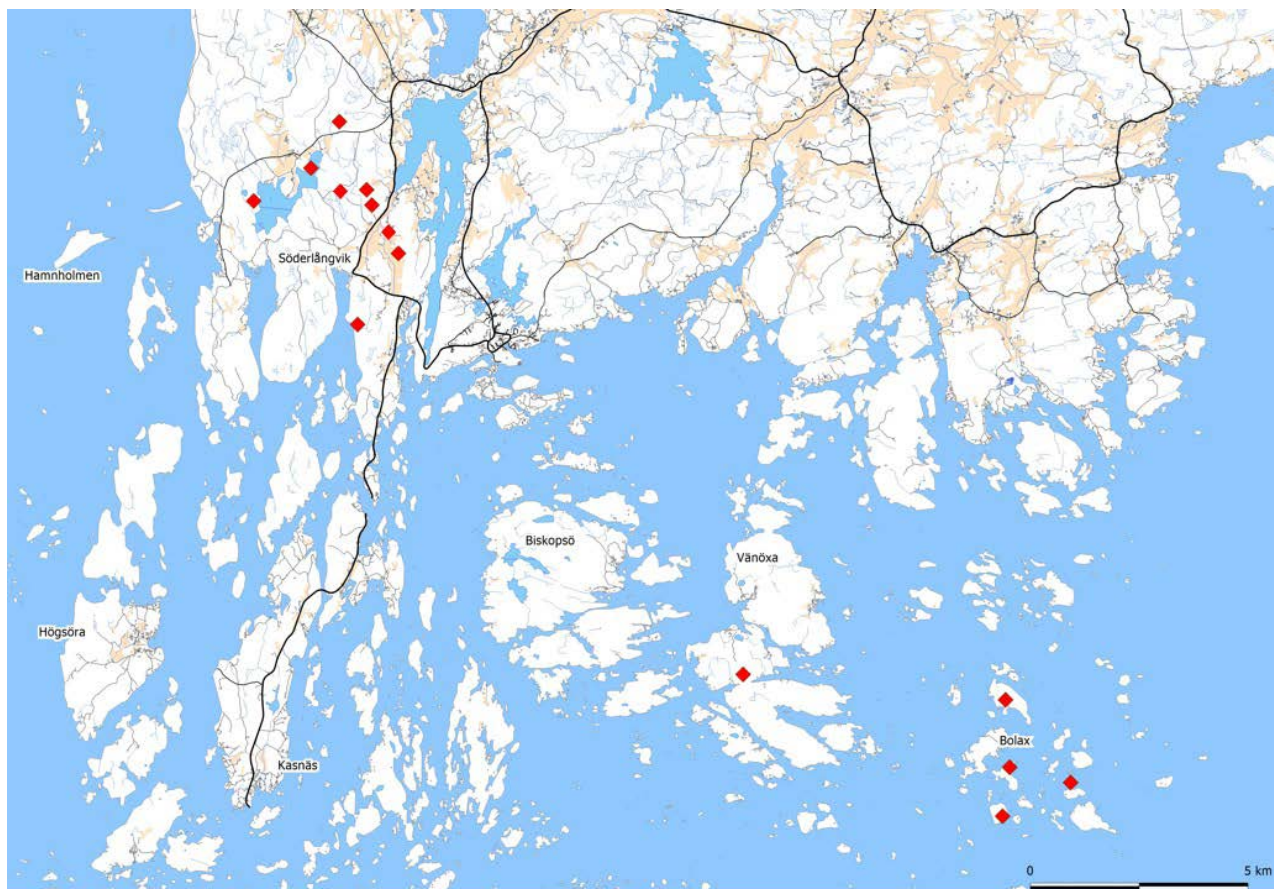 Söderlångvik
Hamnholmen
Biskopsö
Vänöxa
Högsöra
Bolax
Kasnäs
0 5 km